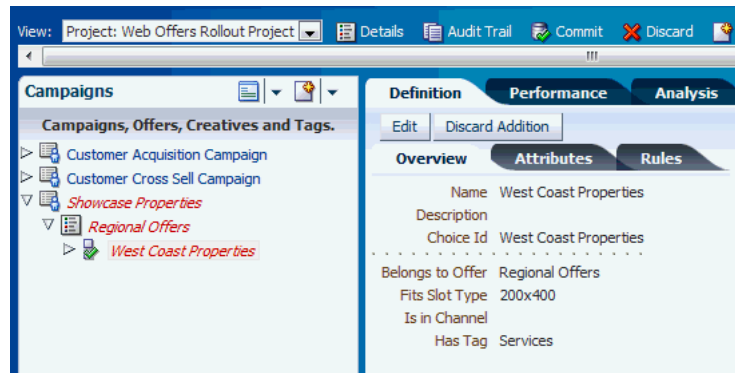 View: Project: Web Offers Rollout Project Details Audit Trail Commit Discard
Campaigns
Campaigns, Offers, Creatives and Tags.
Customer Acquisition Campaign
Customer Cross Sell Campaign
Showcase Properties
Regional Offers
West Coast Properties
Definition Performance Analysis
Edit Discard Addition
Overview Attributes Rules
Name West Coast Properties
Description
Choice Id West Coast Properties
Belongs to Offer Regional Offers
Fits Slot Type 200x400
Is in Channel
Has Tag Services